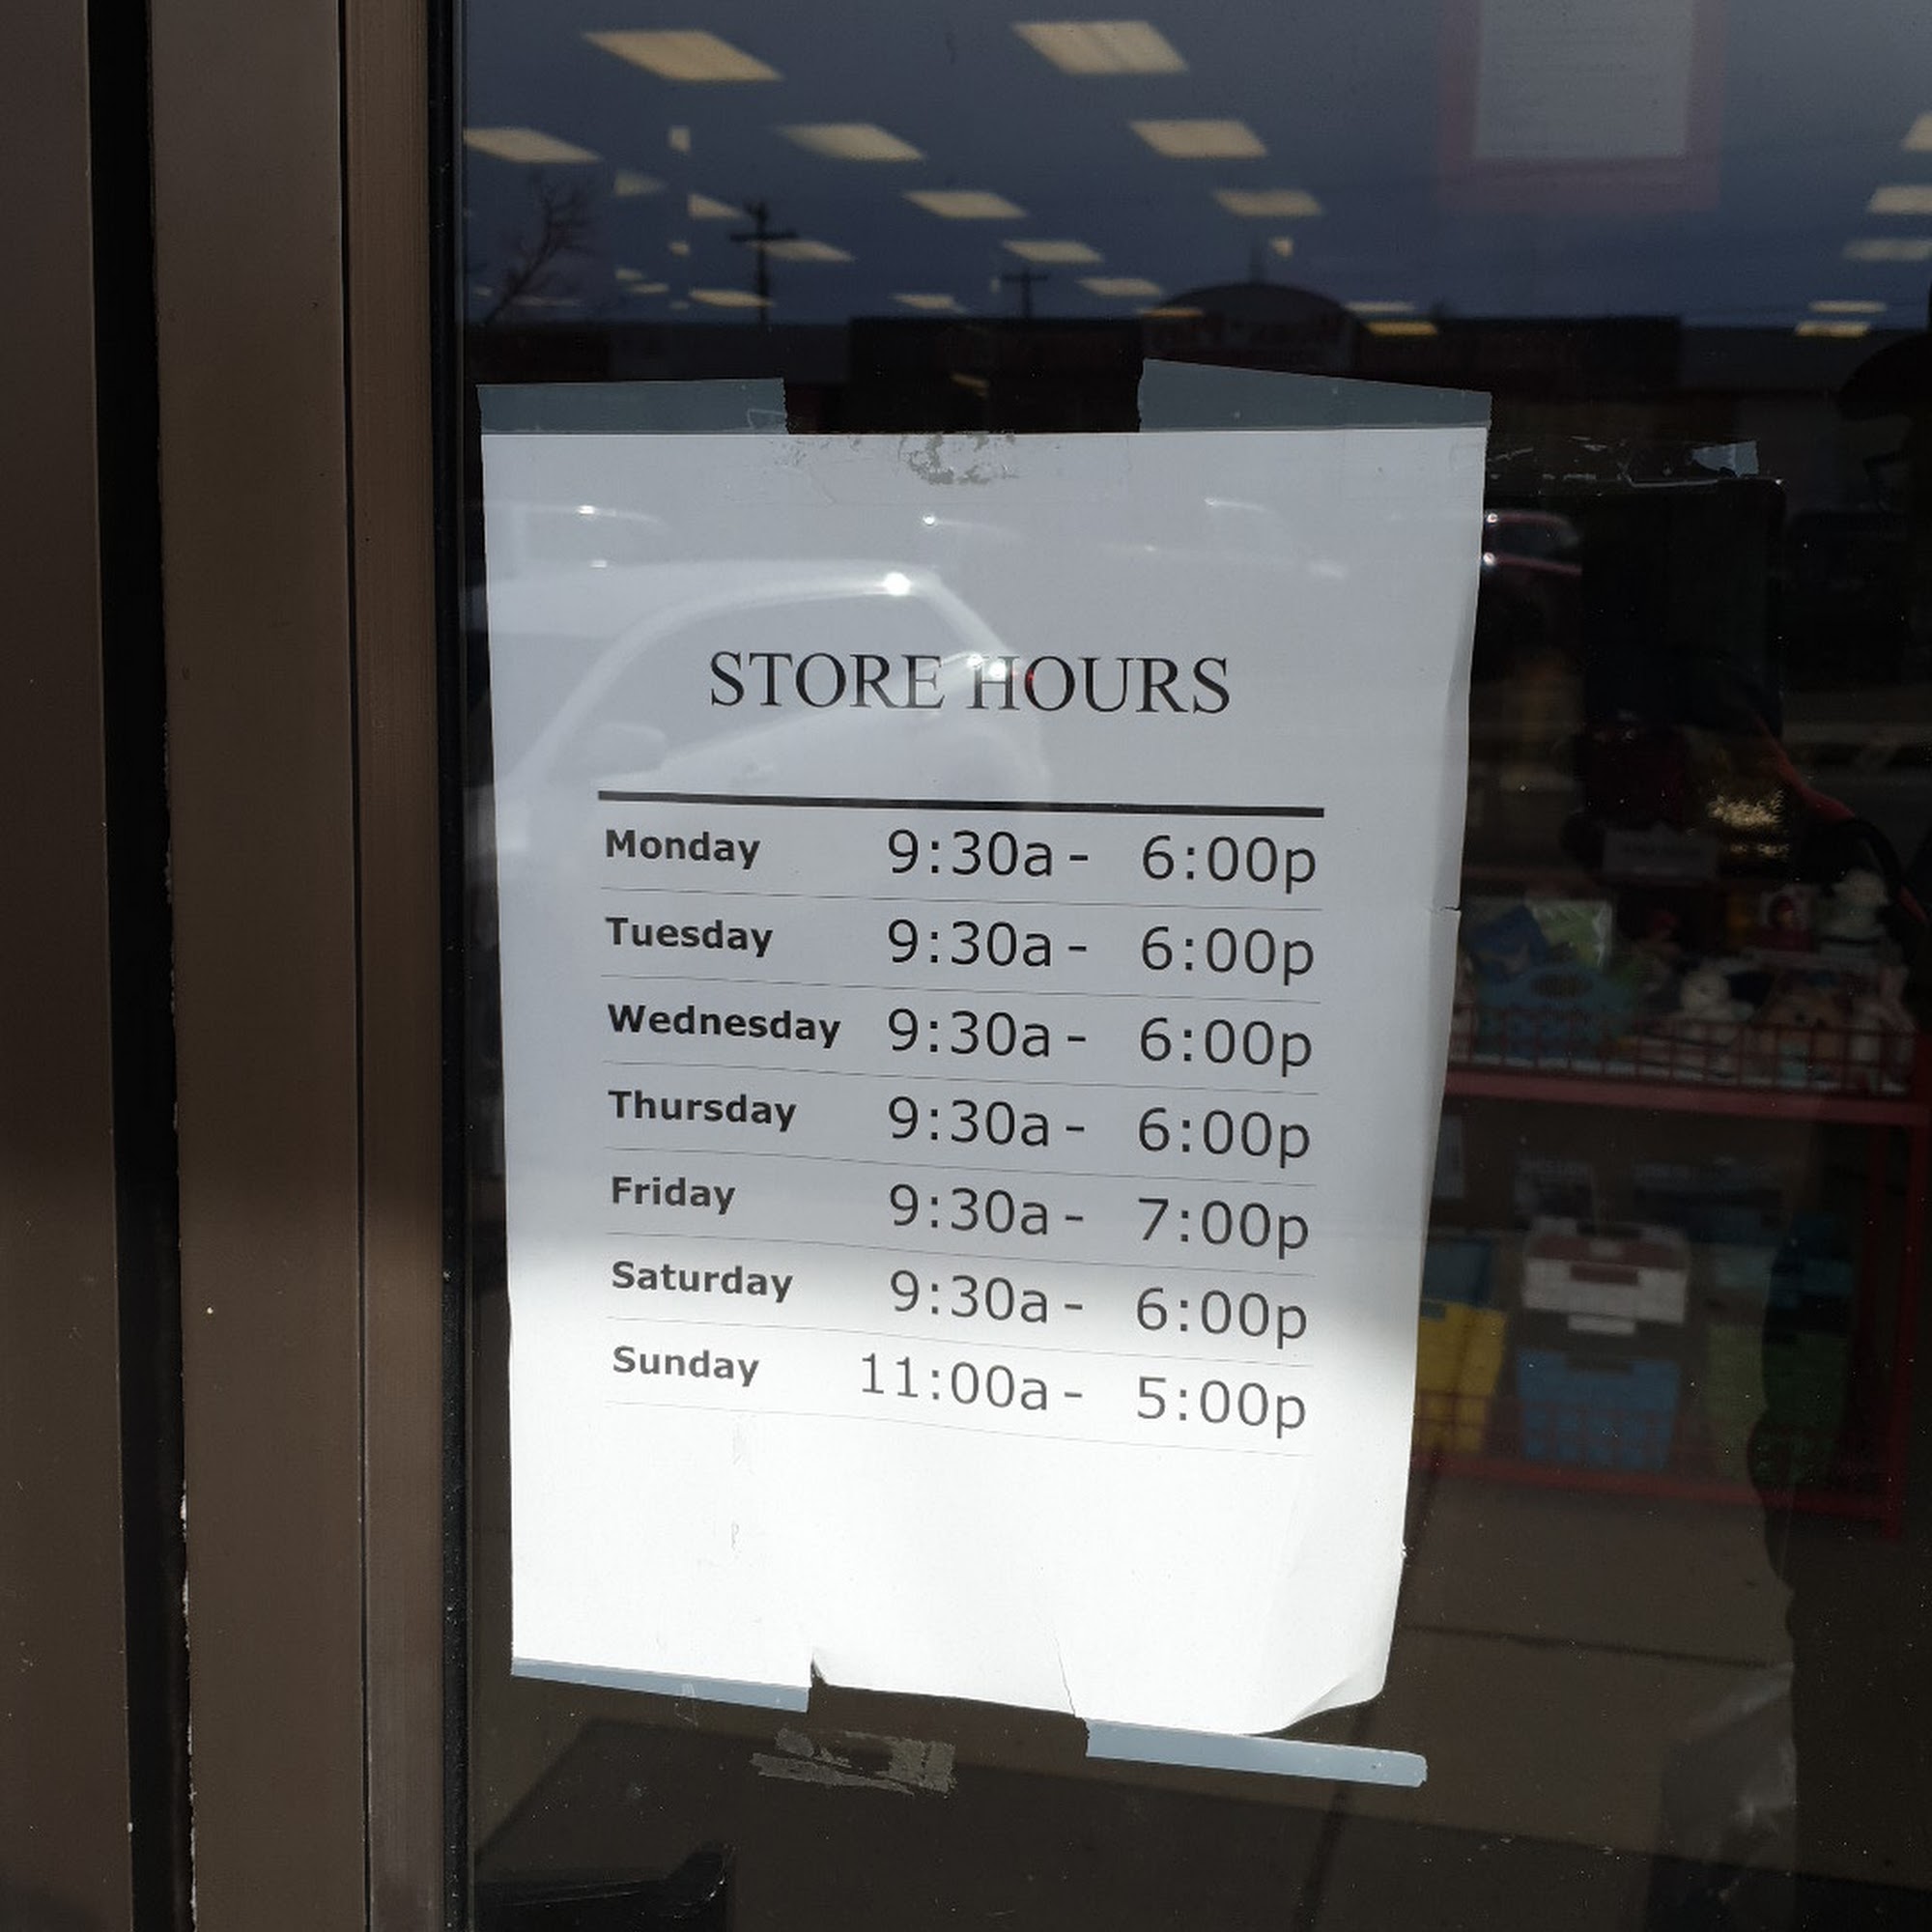 STORE HOURS
Monday 9:30a - 6:00p
Tuesday 9:30a - 6:00p
Wednesday 9:30a - 6:00p
Thursday 9:30a - 6:00p
Friday 9:30a - 7:00p
Saturday 9:30a - 6:00p
Sunday 11:00a - 5:00p